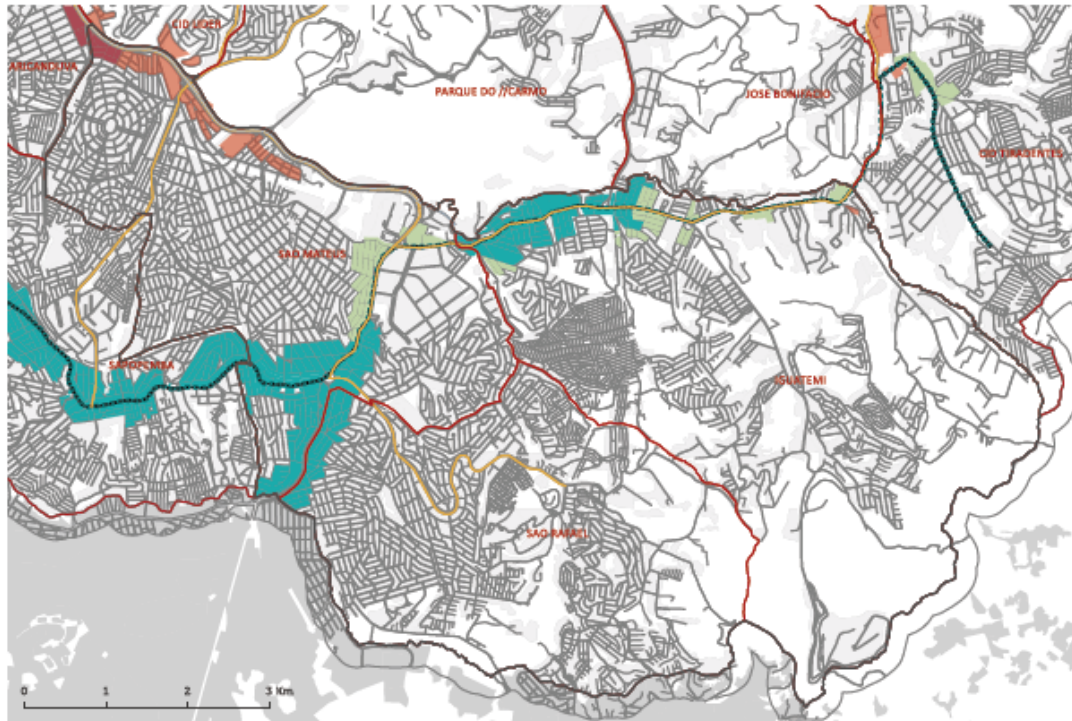 CID LIDER
ARICANDUVA
PARQUE DO //CARMO
JOSE BONIFACIO
CID TIRADENTES
SAO MATEUS
SAPOPEMBA
IGUATEMI
SAO RAFAEL
0 1 2 3 Km